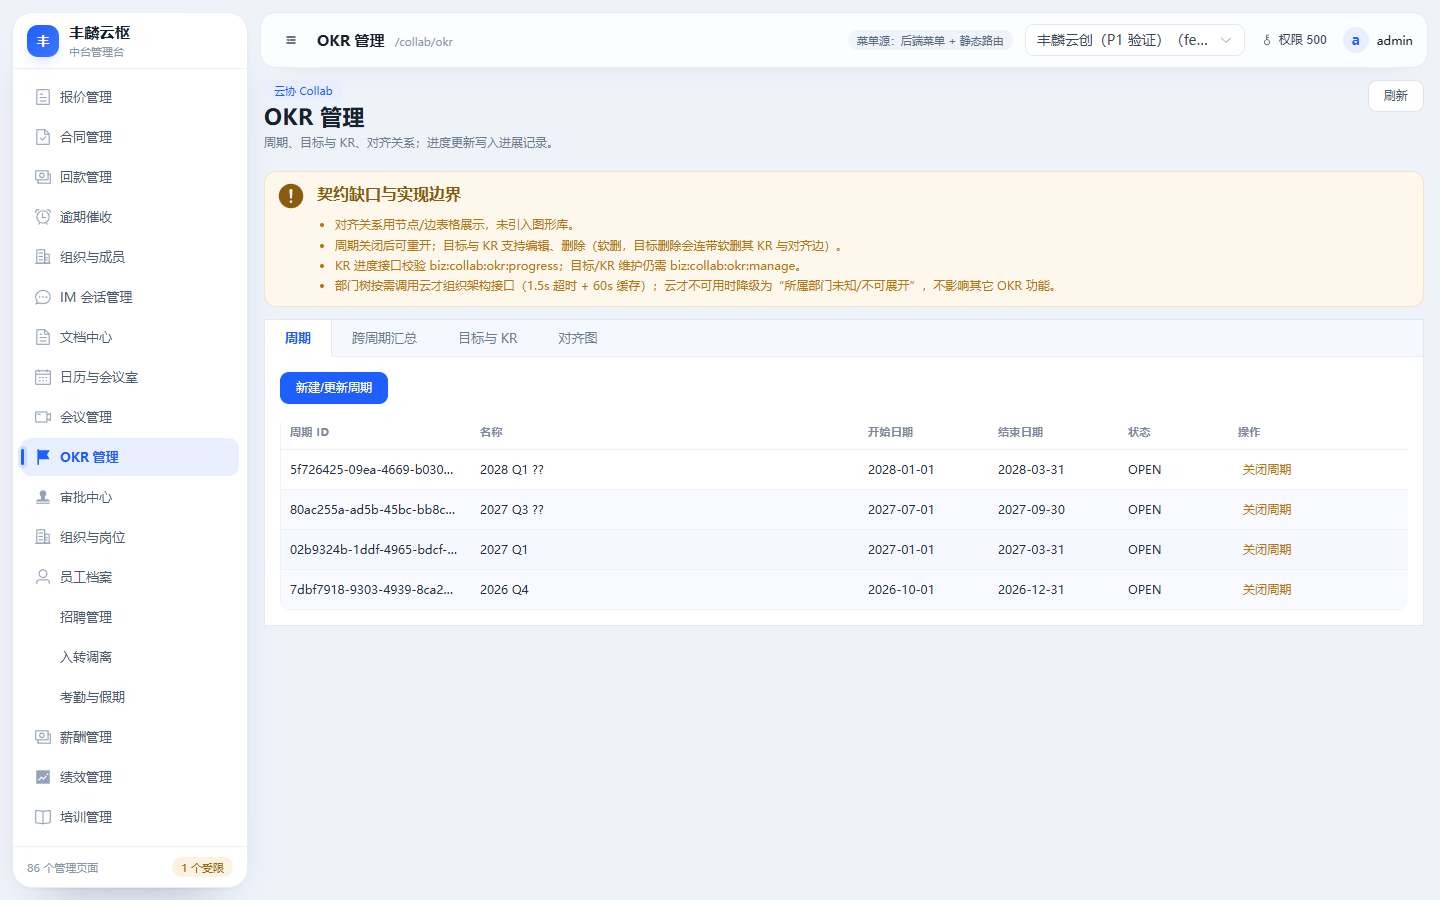 丰
丰麟云枢
中台管理台
报价管理
合同管理
回款管理
逾期催收
组织与成员
IM 会话管理
文档中心
日历与会议室
会议管理
OKR 管理
审批中心
组织与岗位
员工档案
招聘管理
入转调离
考勤与假期
薪酬管理
绩效管理
培训管理
86 个管理页面
1 个受限
OKR 管理 /collab/okr
菜单源：后端菜单 + 静态路由
丰麟云创（P1 验证）（fe...
权限 500
a
admin
云协 Collab
OKR 管理
周期、目标与 KR、对齐关系；进度更新写入进展记录。
刷新
契约缺口与实现边界
• 对齐关系用节点/边表格展示，未引入图形库。
• 周期关闭后可重开；目标与 KR 支持编辑、删除（软删，目标删除会连带软删其 KR 与对齐边）。
• KR 进度接口校验 biz:collab:okr:progress；目标/KR 维护仍需 biz:collab:okr:manage。
• 部门树按需调用云才组织架构接口（1.5s 超时 + 60s 缓存）；云才不可用时降级为“所属部门未知/不可展开”，不影响其它 OKR 功能。
周期 跨周期汇总 目标与 KR 对齐图
新建/更新周期
周期 ID 名称 开始日期 结束日期 状态 操作
5f726425-09ea-4669-b030... 2028 Q1 ?? 2028-01-01 2028-03-31 OPEN 关闭周期
80ac255a-ad5b-45bc-bb8c... 2027 Q3 ?? 2027-07-01 2027-09-30 OPEN 关闭周期
02b9324b-1ddf-4965-bdcf-... 2027 Q1 2027-01-01 2027-03-31 OPEN 关闭周期
7dbf7918-9303-4939-8ca2... 2026 Q4 2026-10-01 2026-12-31 OPEN 关闭周期